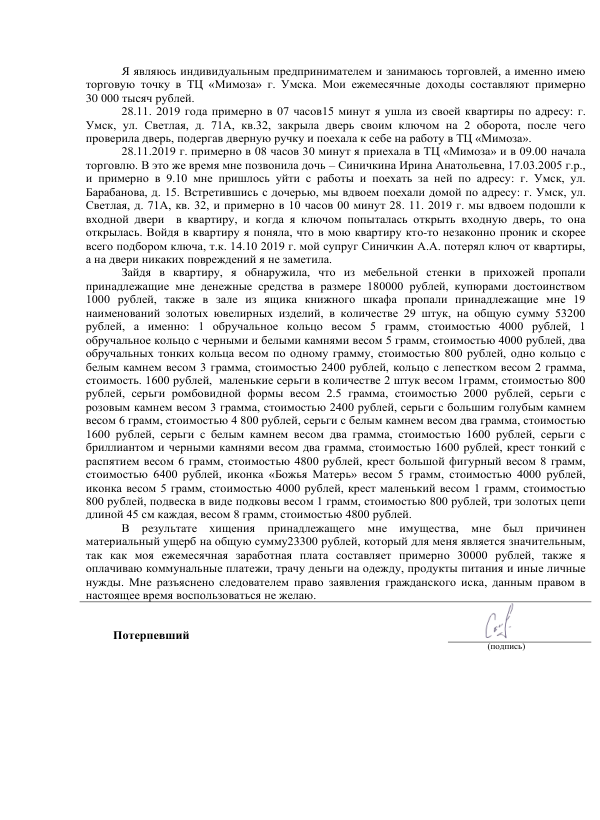 Я являюсь индивидуальным предпринимателем и занимаюсь торговлей, а именно имею
торговую точку в ТЦ «Мимоза» г. Умска. Мои ежемесячные доходы составляют примерно
30 000 тысяч рублей.
28.11. 2019 года примерно в 07 часов15 минут я ушла из своей квартиры по адресу: г.
Умск, ул. Светлая, д. 71А, кв.32, закрыла дверь своим ключом на 2 оборота, после чего
проверила дверь, подергав дверную ручку и поехала к себе на работу в ТЦ «Мимоза».
28.11.2019 г. примерно в 08 часов 30 минут я приехала в ТЦ «Мимоза» и в 09.00 начала
торговлю. В это же время мне позвонила дочь – Синичкина Ирина Анатольевна, 17.03.2005 г.р.,
и примерно в 9.10 мне пришлось уйти с работы и поехать за ней по адресу: г. Умск, ул.
Барабанова, д. 15. Встретившись с дочерью, мы вдвоем поехали домой по адресу: г. Умск, ул.
Светлая, д. 71А, кв. 32, и примерно в 10 часов 00 минут 28. 11. 2019 г. мы вдвоем подошли к
входной двери в квартиру, и когда я ключом попыталась открыть входную дверь, то она
открылась. Войдя в квартиру я поняла, что в мою квартиру кто-то незаконно проник и скорее
всего подбором ключа, т.к. 14.10 2019 г. мой супруг Синичкин А.А. потерял ключ от квартиры,
а на двери никаких повреждений я не заметила.
Зайдя в квартиру, я обнаружила, что из мебельной стенки в прихожей пропали
принадлежащие мне денежные средства в размере 180000 рублей, купюрами достоинством
1000 рублей, также в зале из ящика книжного шкафа пропали принадлежащие мне 19
наименований золотых ювелирных изделий, в количестве 29 штук, на общую сумму 53200
рублей, а именно: 1 обручальное кольцо весом 5 грамм, стоимостью 4000 рублей, 1
обручальное кольцо с черными и белыми камнями весом 5 грамм, стоимостью 4000 рублей, два
обручальных тонких кольца весом по одному грамму, стоимостью 800 рублей, одно кольцо с
белым камнем весом 3 грамма, стоимостью 2400 рублей, кольцо с лепестком весом 2 грамма,
стоимость. 1600 рублей, маленькие серьги в количестве 2 штук весом 1грамм, стоимостью 800
рублей, серьги ромбовидной формы весом 2.5 грамма, стоимостью 2000 рублей, серьги с
розовым камнем весом 3 грамма, стоимостью 2400 рублей, серьги с большим голубым камнем
весом 6 грамм, стоимостью 4 800 рублей, серьги с белым камнем весом два грамма, стоимостью
1600 рублей, серьги с белым камнем весом два грамма, стоимостью 1600 рублей, серьги с
бриллиантом и черными камнями весом два грамма, стоимостью 1600 рублей, крест тонкий с
распятием весом 6 грамм, стоимостью 4800 рублей, крест большой фигурный весом 8 грамм,
стоимостью 6400 рублей, иконка «Божья Матерь» весом 5 грамм, стоимостью 4000 рублей,
иконка весом 5 грамм, стоимостью 4000 рублей, крест маленький весом 1 грамм, стоимостью
800 рублей, подвеска в виде подковы весом 1 грамм, стоимостью 800 рублей, три золотых цепи
длиной 45 см каждая, весом 8 грамм, стоимостью 4800 рублей.
В результате хищения принадлежащего мне имущества, мне был причинен
материальный ущерб на общую сумму23300 рублей, который для меня является значительным,
так как моя ежемесячная заработная плата составляет примерно 30000 рублей, также я
оплачиваю коммунальные платежи, трачу деньги на одежду, продукты питания и иные личные
нужды. Мне разъяснено следователем право заявления гражданского иска, данным правом в
настоящее время воспользоваться не желаю.
Потерпевший
(подпись)